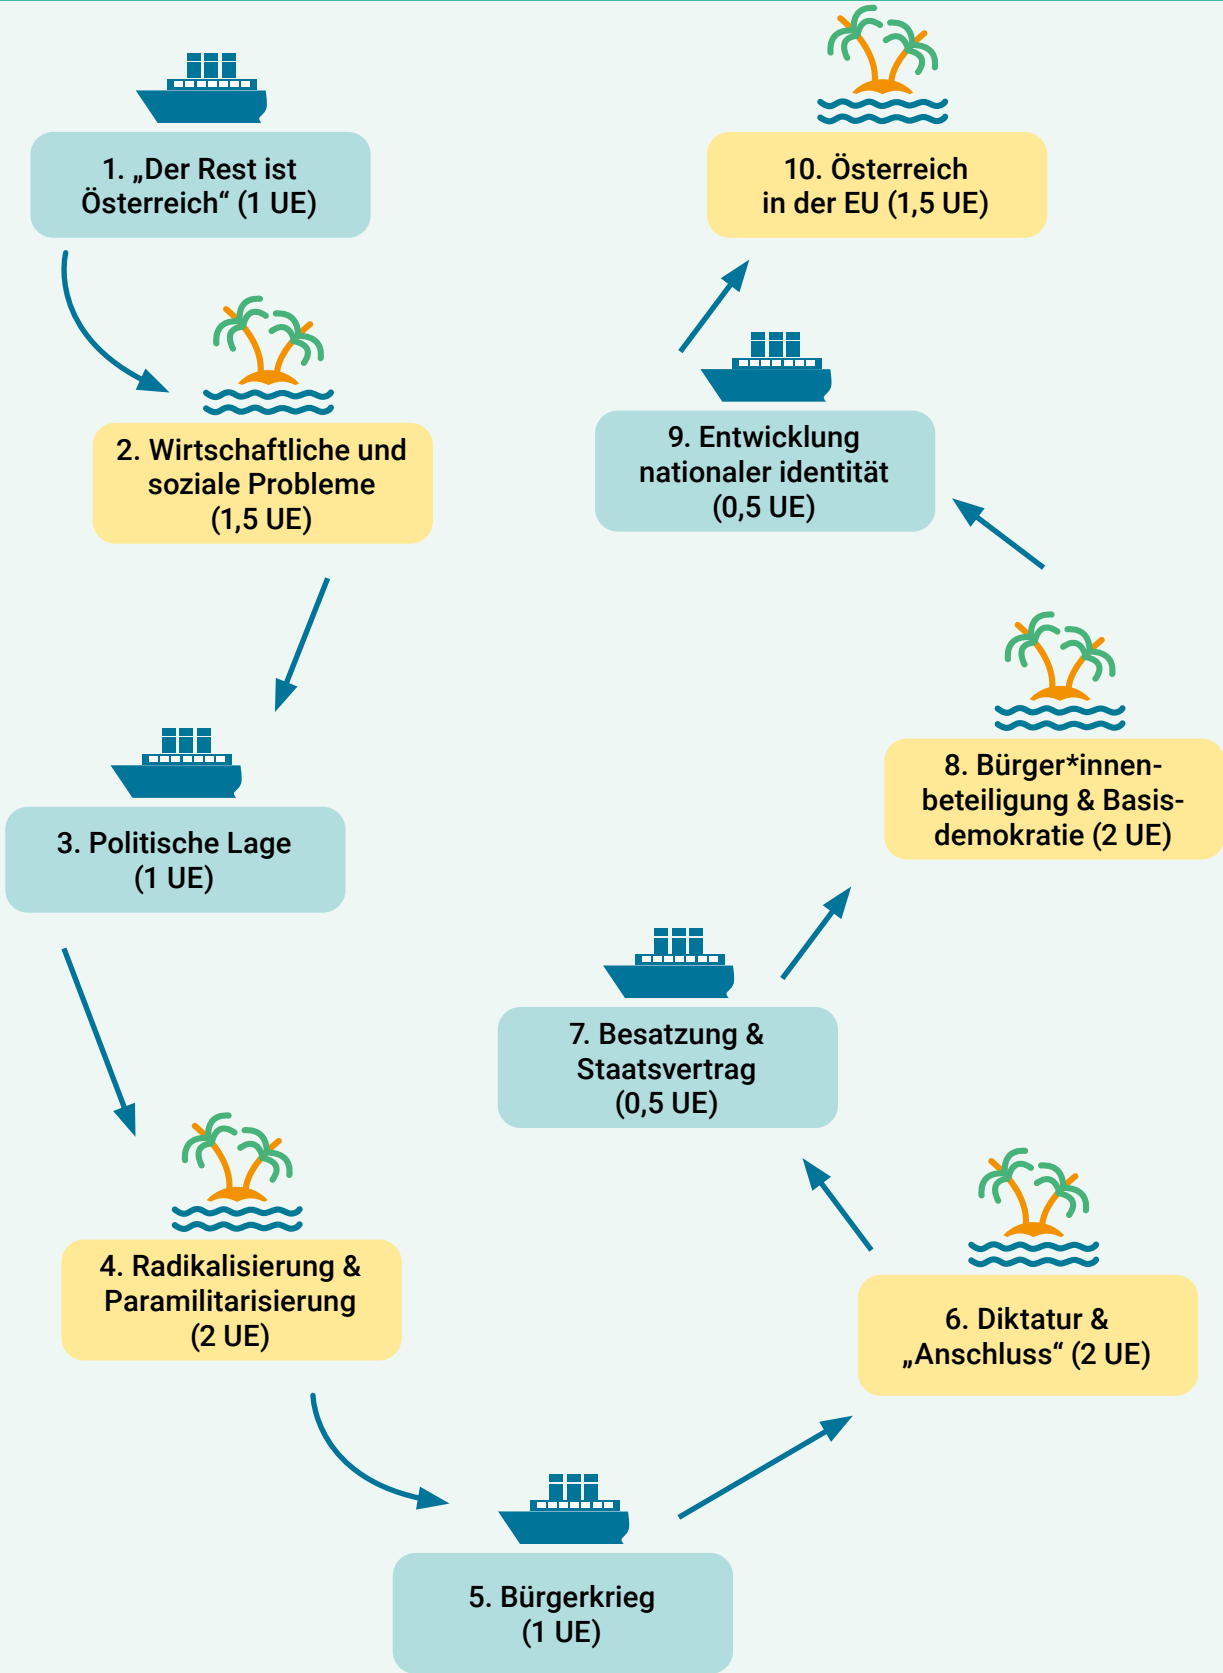 1. „Der Rest ist
Österreich“ (1 UE)
2. Wirtschaftliche und
soziale Probleme
(1,5 UE)
3. Politische Lage
(1 UE)
4. Radikalisierung &
Paramilitarisierung
(2 UE)
5. Bürgerkrieg
(1 UE)
6. Diktatur &
„Anschluss“ (2 UE)
7. Besatzung &
Staatsvertrag
(0,5 UE)
8. Bürger*innen-
beteiligung & Basis-
demokratie (2 UE)
9. Entwicklung
nationaler identität
(0,5 UE)
10. Österreich
in der EU (1,5 UE)